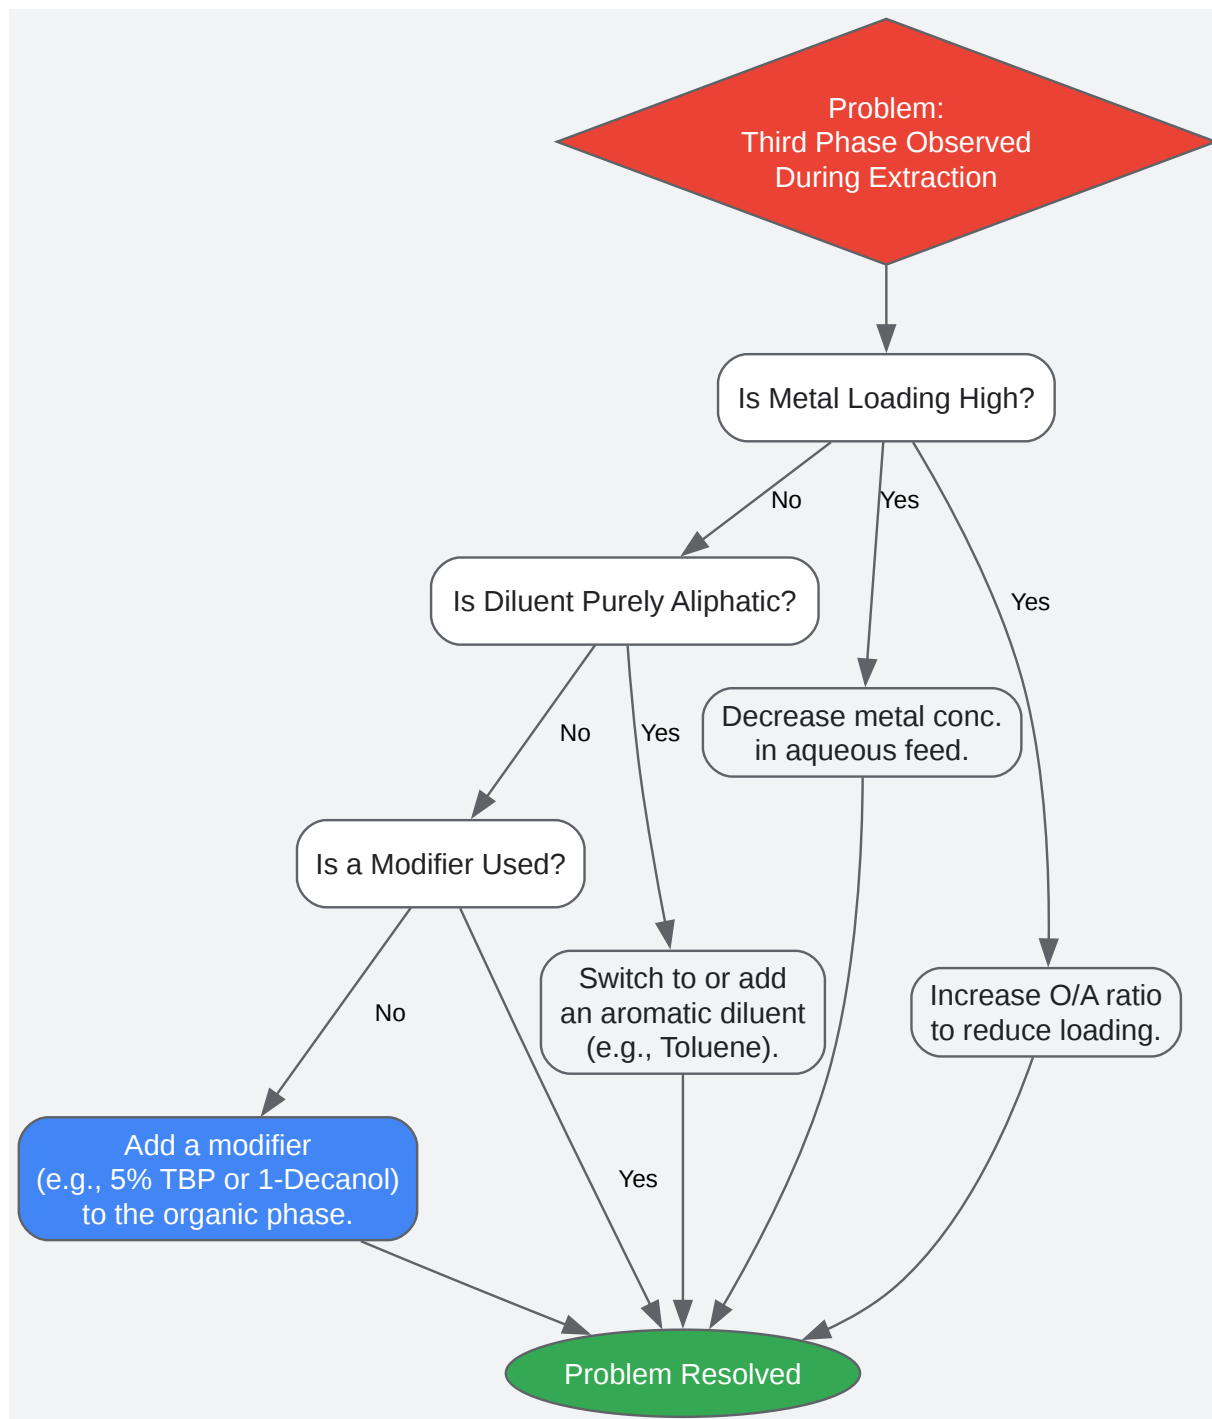 Problem:
Third Phase Observed
During Extraction
Is Metal Loading High?
No
Yes
Is Diluent Purely Aliphatic?
Yes
Decrease metal conc.
in aqueous feed.
No
Yes
Is a Modifier Used?
Switch to or add
an aromatic diluent
(e.g., Toluene).
Increase O/A ratio
to reduce loading.
No
Add a modifier
(e.g., 5% TBP or 1-Decanol)
to the organic phase.
Yes
Problem Resolved